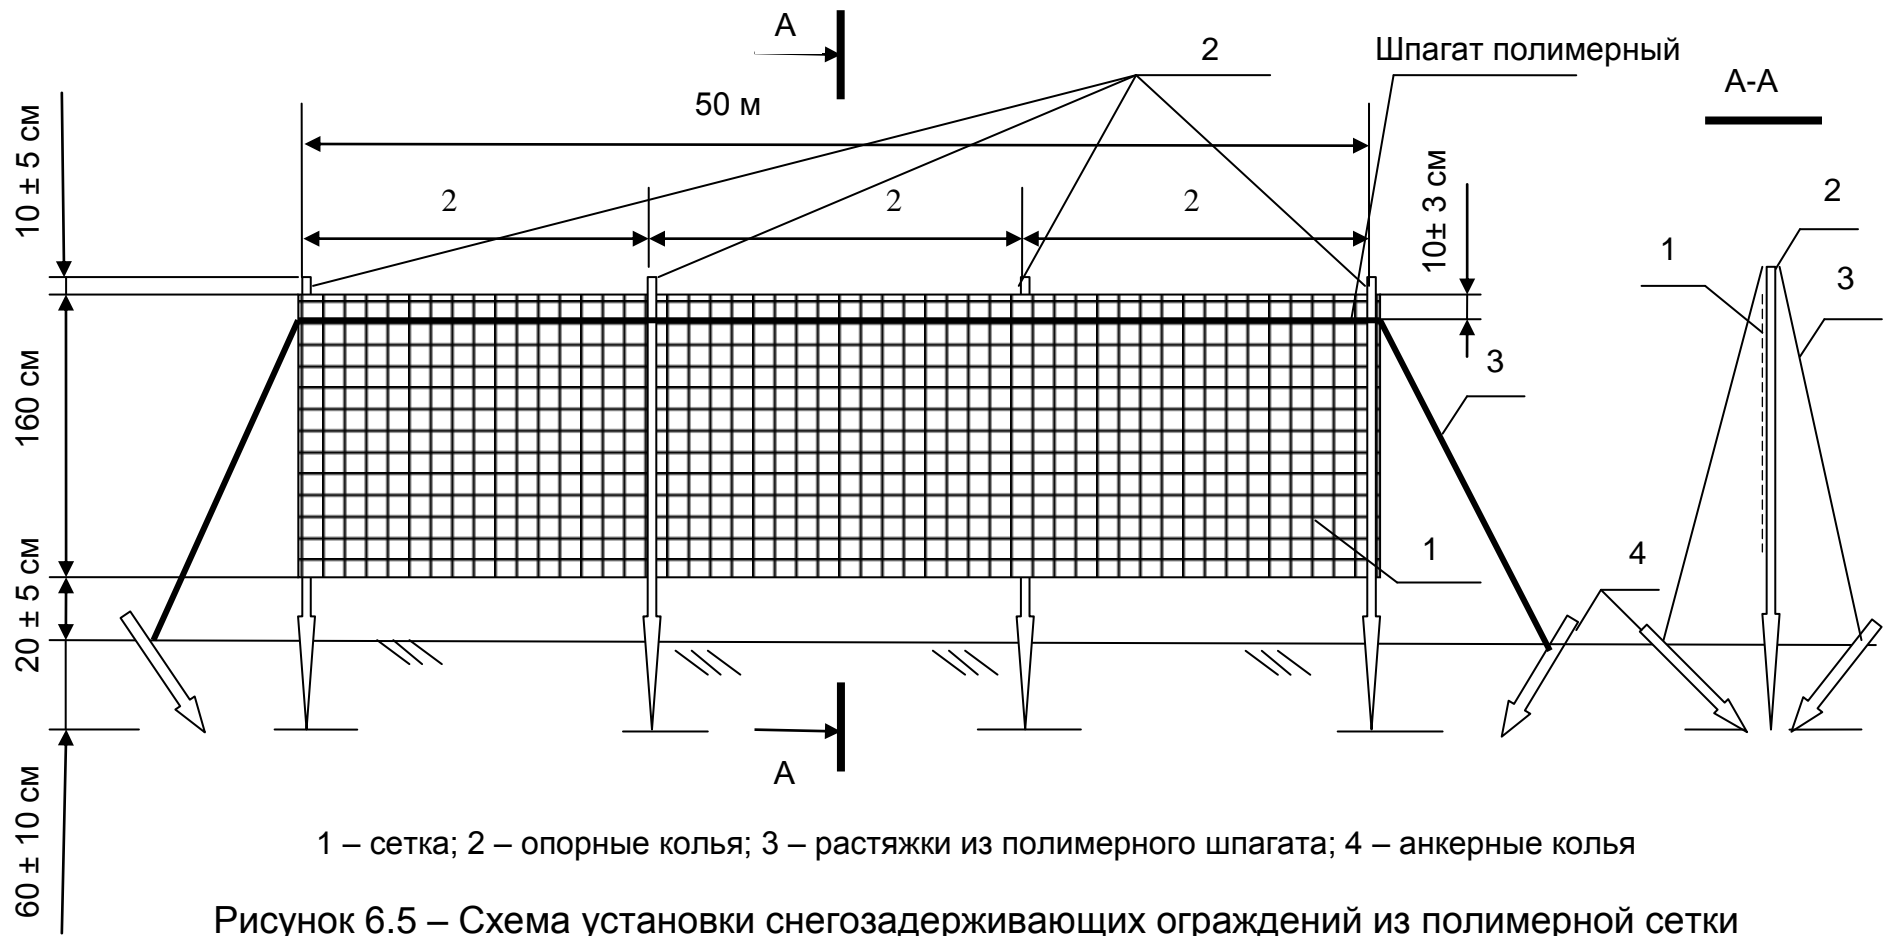 А
2
Шпагат полимерный
А-А
50 м
10 ± 5 см
2
2
2
10± 3 см
2
1
3
160 см
3
1
4
20 ± 5 см
А
60 ± 10 см
1 – сетка; 2 – опорные колья; 3 – растяжки из полимерного шпагата; 4 – анкерные колья
Рисунок 6.5 – Схема установки снегозадерживающих ограждений из полимерной сетки